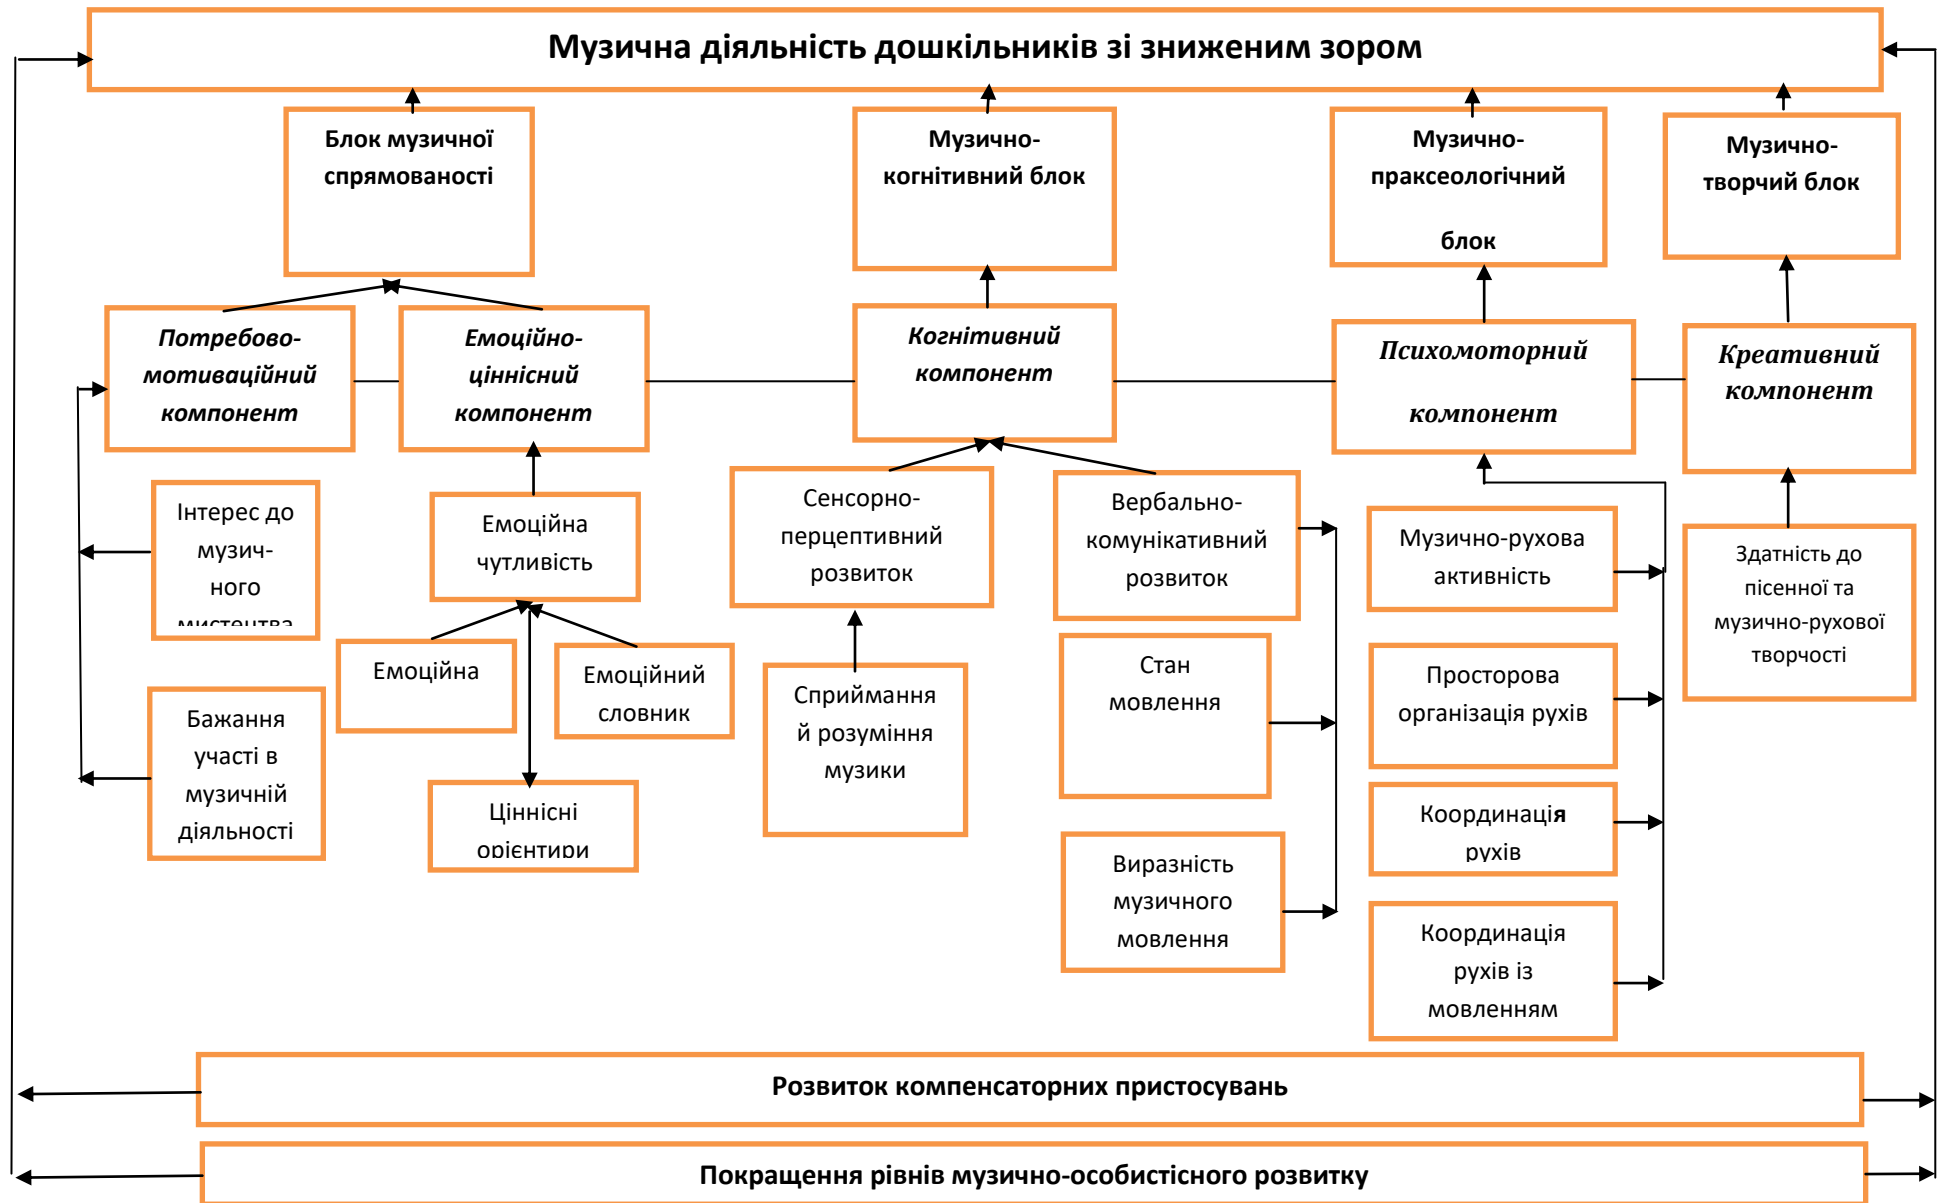 Музична діяльність дошкільників зі зниженим зором
Блок музичної
спрямованості
Музично-
когнітивний блок
Музично-
праксеологічний
блок
Музично-
творчий блок
Потребово-
мотиваційний
компонент
Емоційно-
ціннісний
компонент
Когнітивний
компонент
Психомоторний
компонент
Креативний
компонент
Інтерес до
музич-
ного
мистецтва
Бажання
участі в
музичній
діяльності
Емоційна
чутливість
Емоційна
Емоційний
словник
Ціннісні
орієнтири
Сенсорно-
перцептивний
розвиток
Сприймання
й розуміння
музики
Вербально-
комунікативний
розвиток
Стан
мовлення
Виразність
музичного
мовлення
Музично-рухова
активність
Просторова
організація рухів
Координація
рухів
Координація
рухів із
мовленням
Здатність до
пісенної та
музично-рухової
творчості
Розвиток компенсаторних пристосувань
Покращення рівнів музично-особистісного розвитку